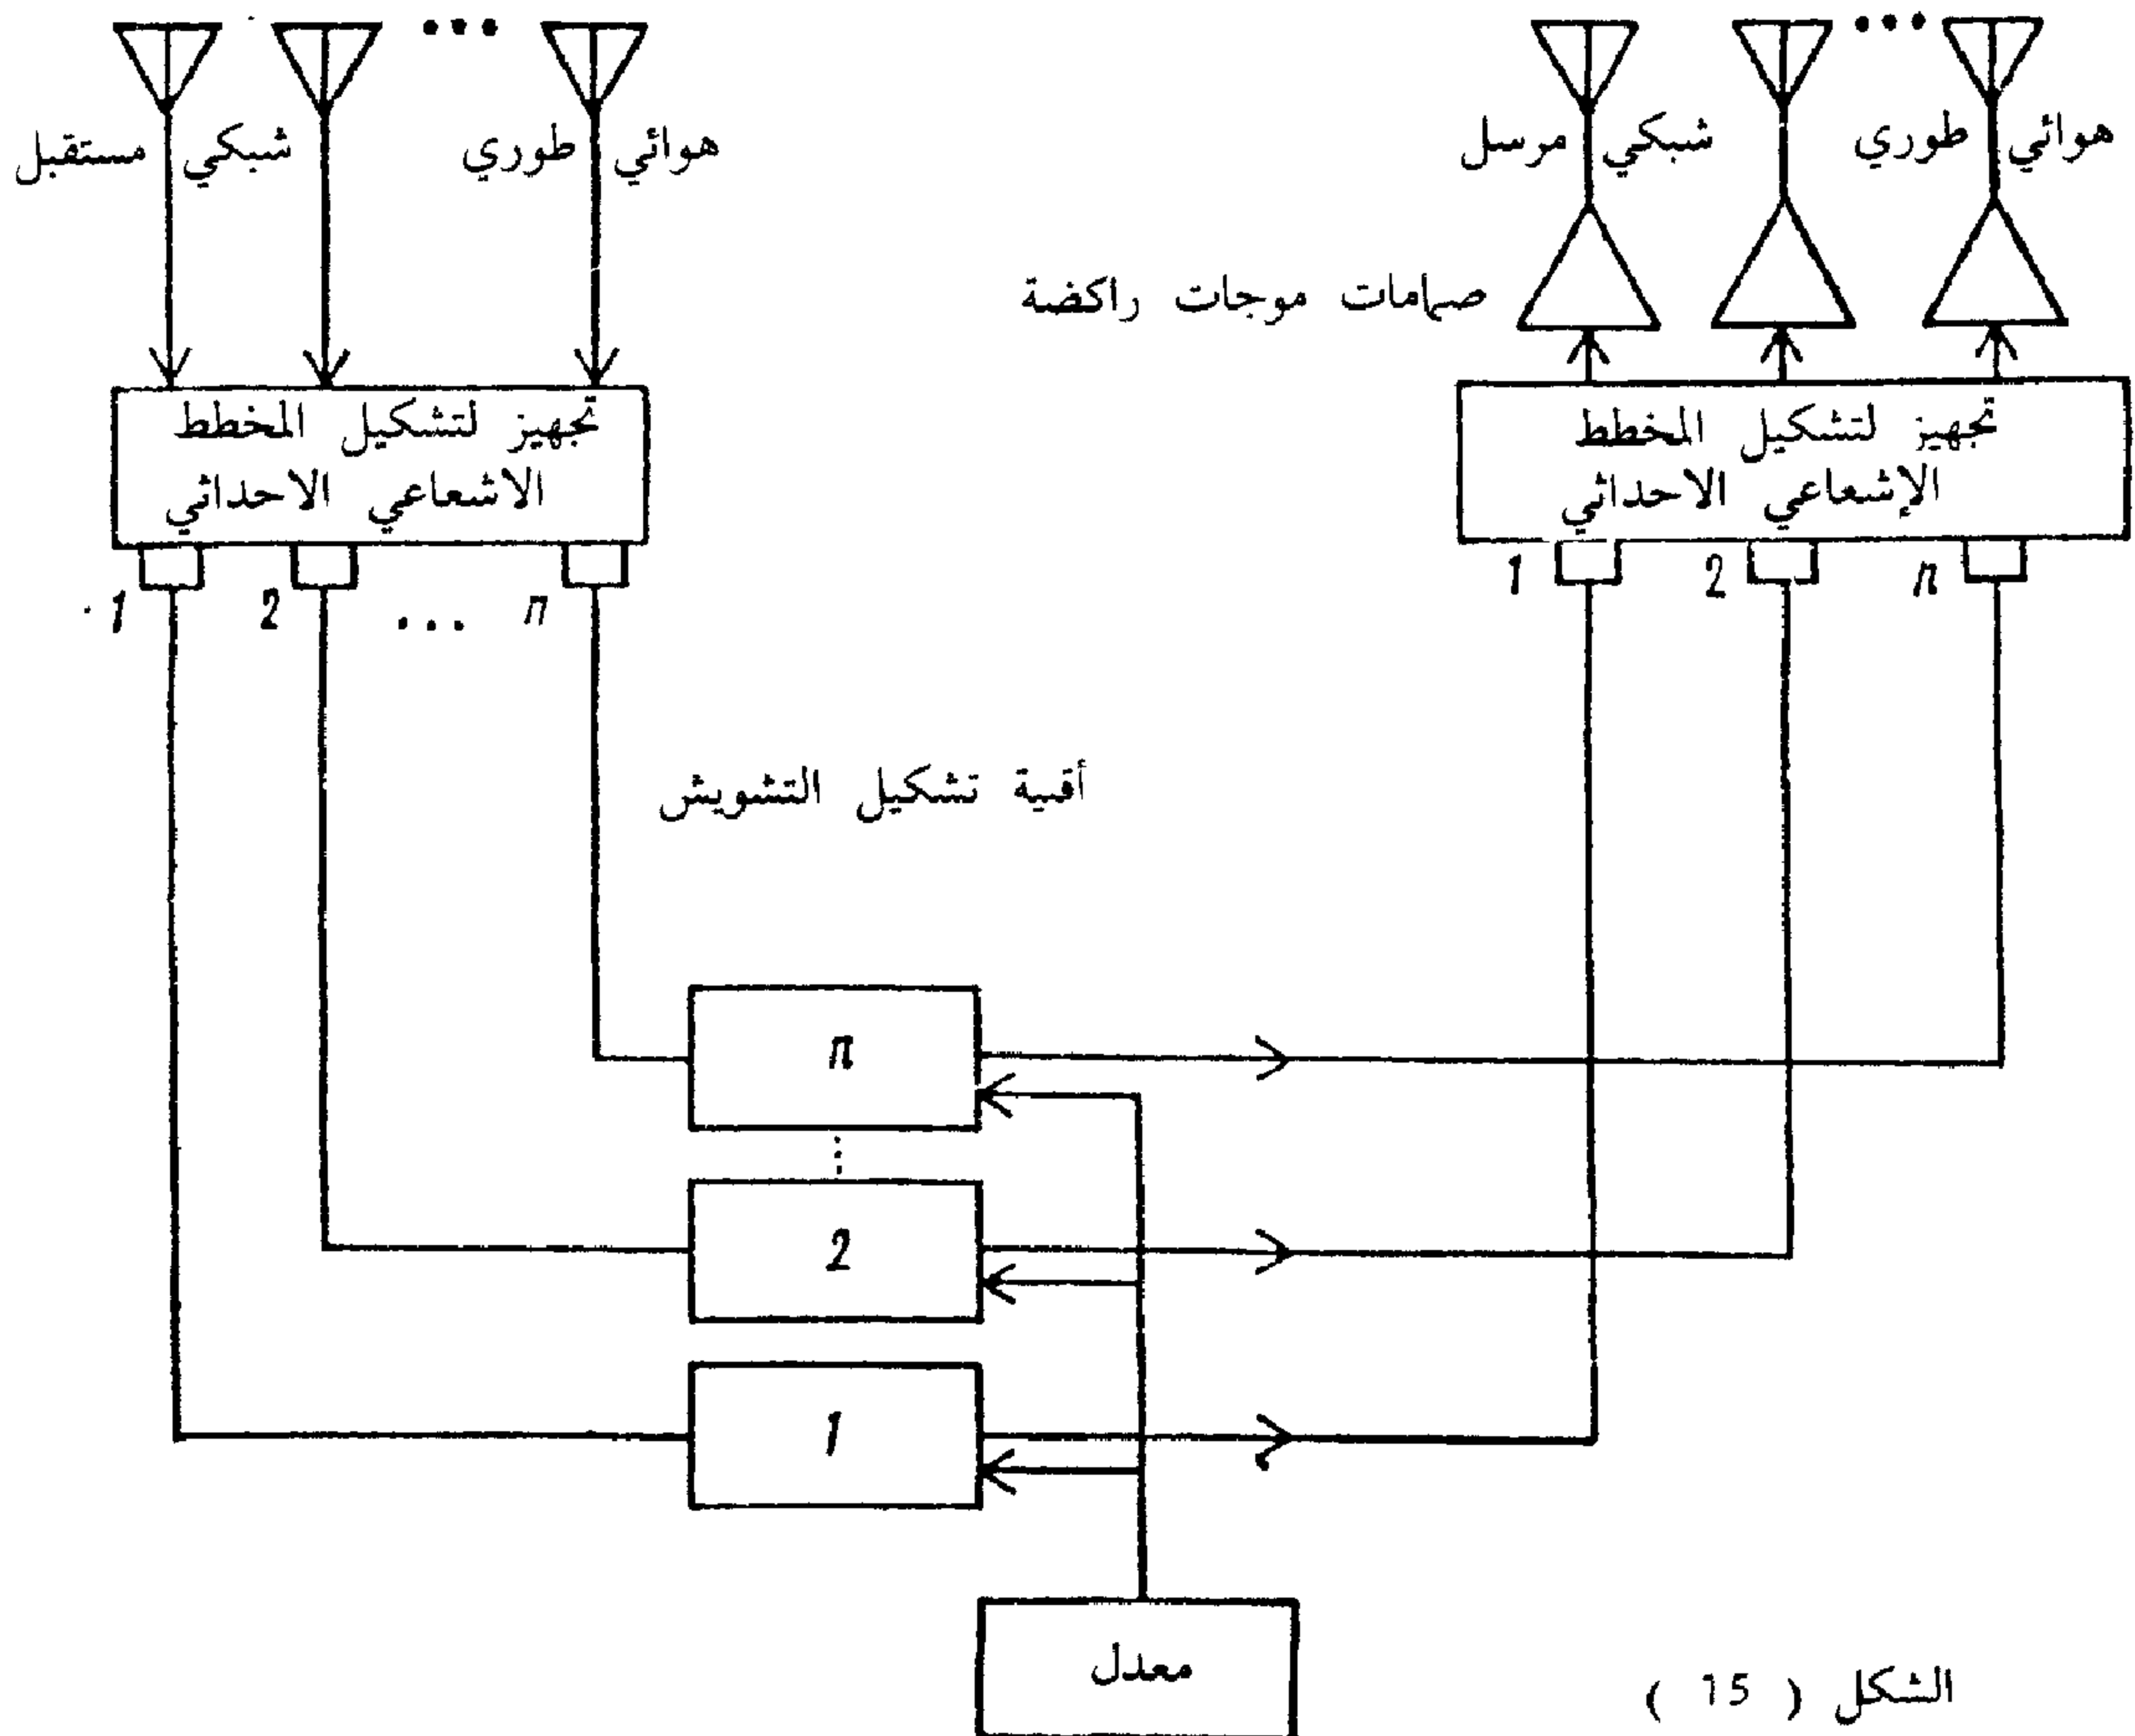 هوائي طوري شبكي مستقبل
هوائي طوري شبكي مرسل
صمامات موجات راكضة
تجهيز لتشكيل المخطط
الاشعاعي الاحداثي
تجهيز لتشكيل المخطط
الإشعاعي الاحداثي
1 2 ... n
1 2 n
أقنية تشكيل التشويش
n
2
1
معدل
الشكل ( 15 )